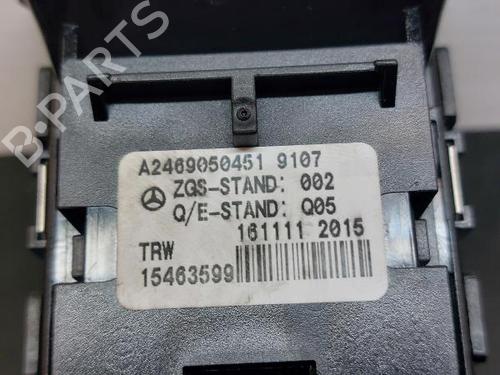 A2469050451 9107
ZGS-STAND: 002
Q/E-STAND: Q05
161111 2015
TRW
15463599
B-PARTS